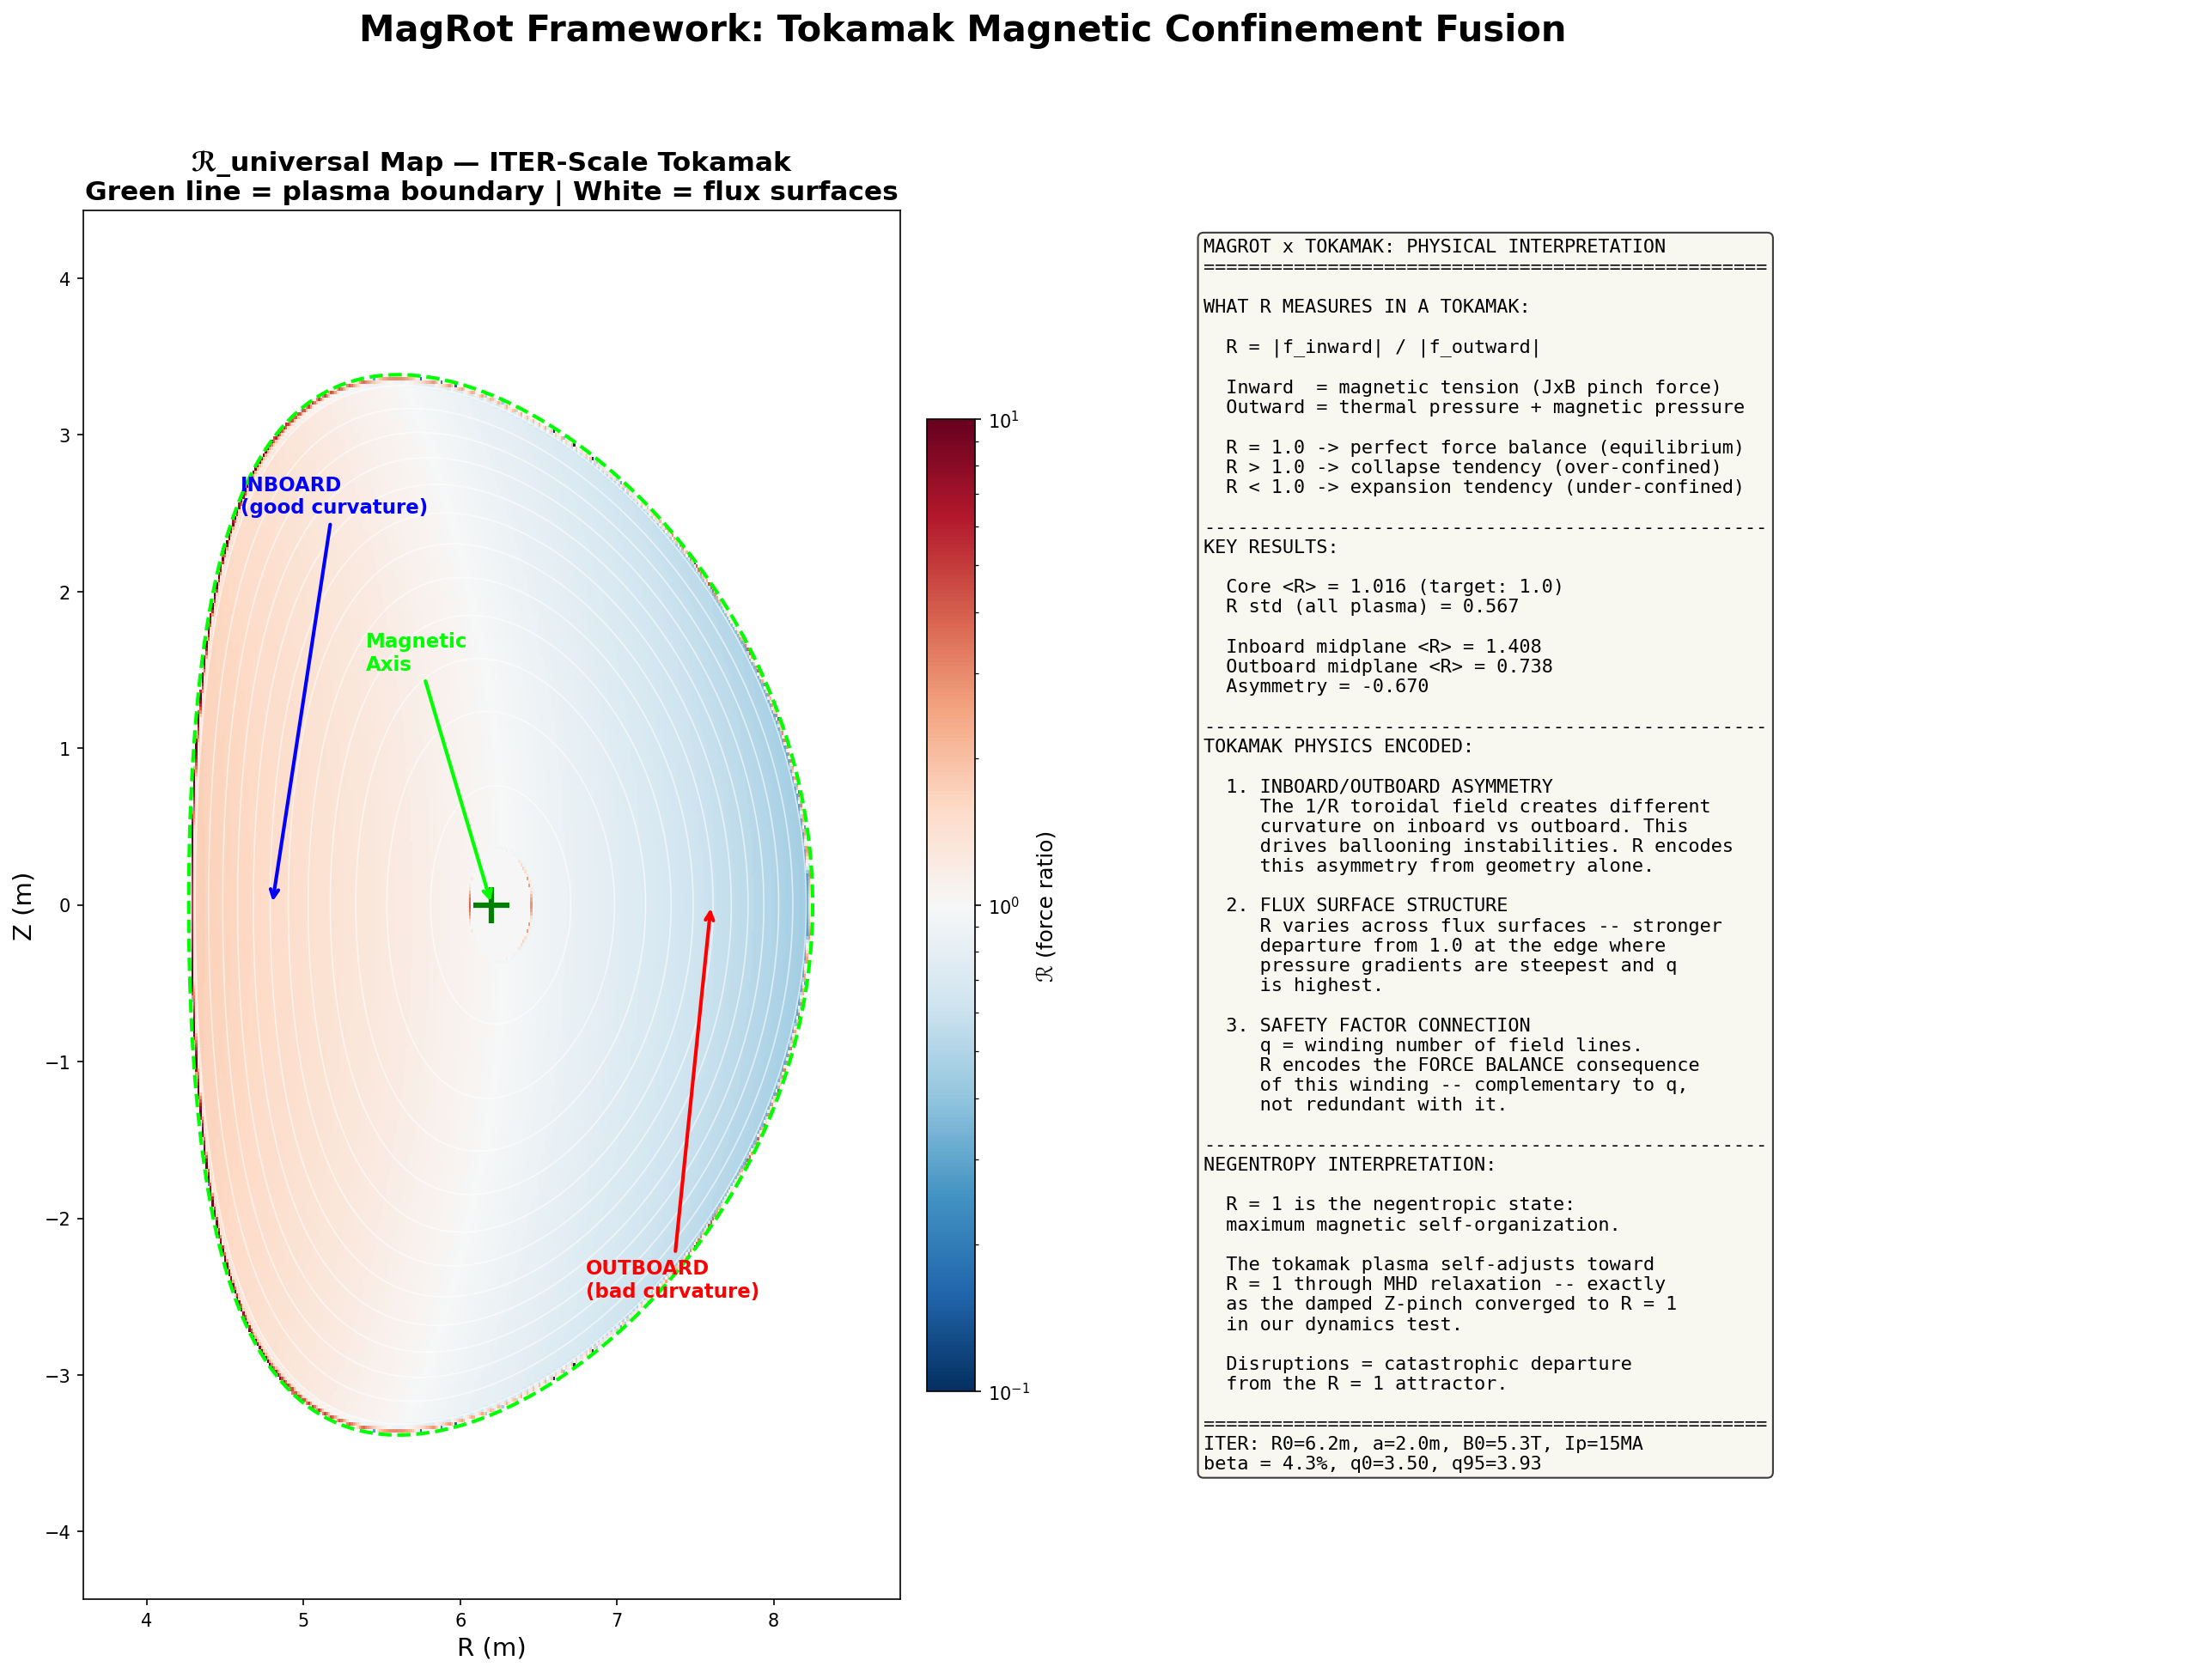 MagRot Framework: Tokamak Magnetic Confinement Fusion
ℛ_universal Map — ITER-Scale Tokamak
Green line = plasma boundary | White = flux surfaces
4
3
2
1
0
−1
−2
−3
−4
Z (m)
4
5
6
7
8
R (m)
INBOARD
(good curvature)
Magnetic
Axis
OUTBOARD
(bad curvature)
10¹
10⁰
10⁻¹
ℛ (force ratio)
MAGROT x TOKAMAK: PHYSICAL INTERPRETATION
==================================================
WHAT R MEASURES IN A TOKAMAK:
R = |f_inward| / |f_outward|
Inward  = magnetic tension (JxB pinch force)
Outward = thermal pressure + magnetic pressure
R = 1.0 -> perfect force balance (equilibrium)
R > 1.0 -> collapse tendency (over-confined)
R < 1.0 -> expansion tendency (under-confined)
--------------------------------------------------
KEY RESULTS:
Core <R> = 1.016 (target: 1.0)
R std (all plasma) = 0.567
Inboard midplane <R> = 1.408
Outboard midplane <R> = 0.738
Asymmetry = -0.670
--------------------------------------------------
TOKAMAK PHYSICS ENCODED:
1. INBOARD/OUTBOARD ASYMMETRY
The 1/R toroidal field creates different
curvature on inboard vs outboard. This
drives ballooning instabilities. R encodes
this asymmetry from geometry alone.
2. FLUX SURFACE STRUCTURE
R varies across flux surfaces -- stronger
departure from 1.0 at the edge where
pressure gradients are steepest and q
is highest.
3. SAFETY FACTOR CONNECTION
q = winding number of field lines.
R encodes the FORCE BALANCE consequence
of this winding -- complementary to q,
not redundant with it.
--------------------------------------------------
NEGENTROPY INTERPRETATION:
R = 1 is the negentropic state:
maximum magnetic self-organization.
The tokamak plasma self-adjusts toward
R = 1 through MHD relaxation -- exactly
as the damped Z-pinch converged to R = 1
in our dynamics test.
Disruptions = catastrophic departure
from the R = 1 attractor.
==================================================
ITER: R0=6.2m, a=2.0m, B0=5.3T, Ip=15MA
beta = 4.3%, q0=3.50, q95=3.93